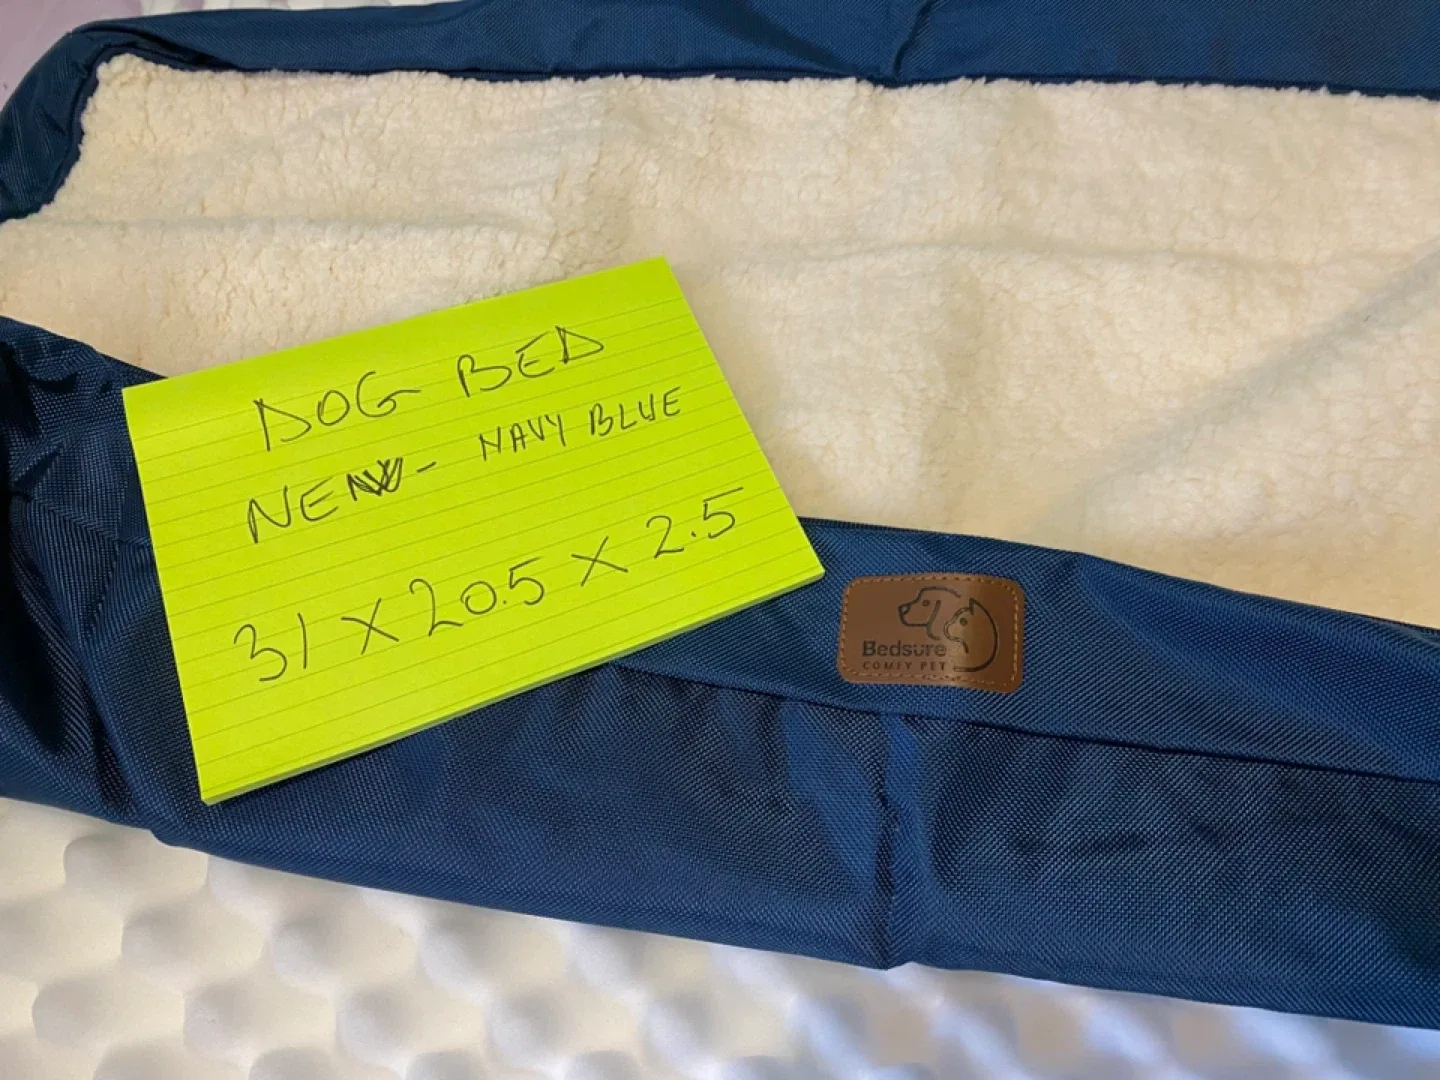 DOG BED
NEW - NAVY BLUE
31 X 20.5 X 2.5
Bedsure
COMFY PET